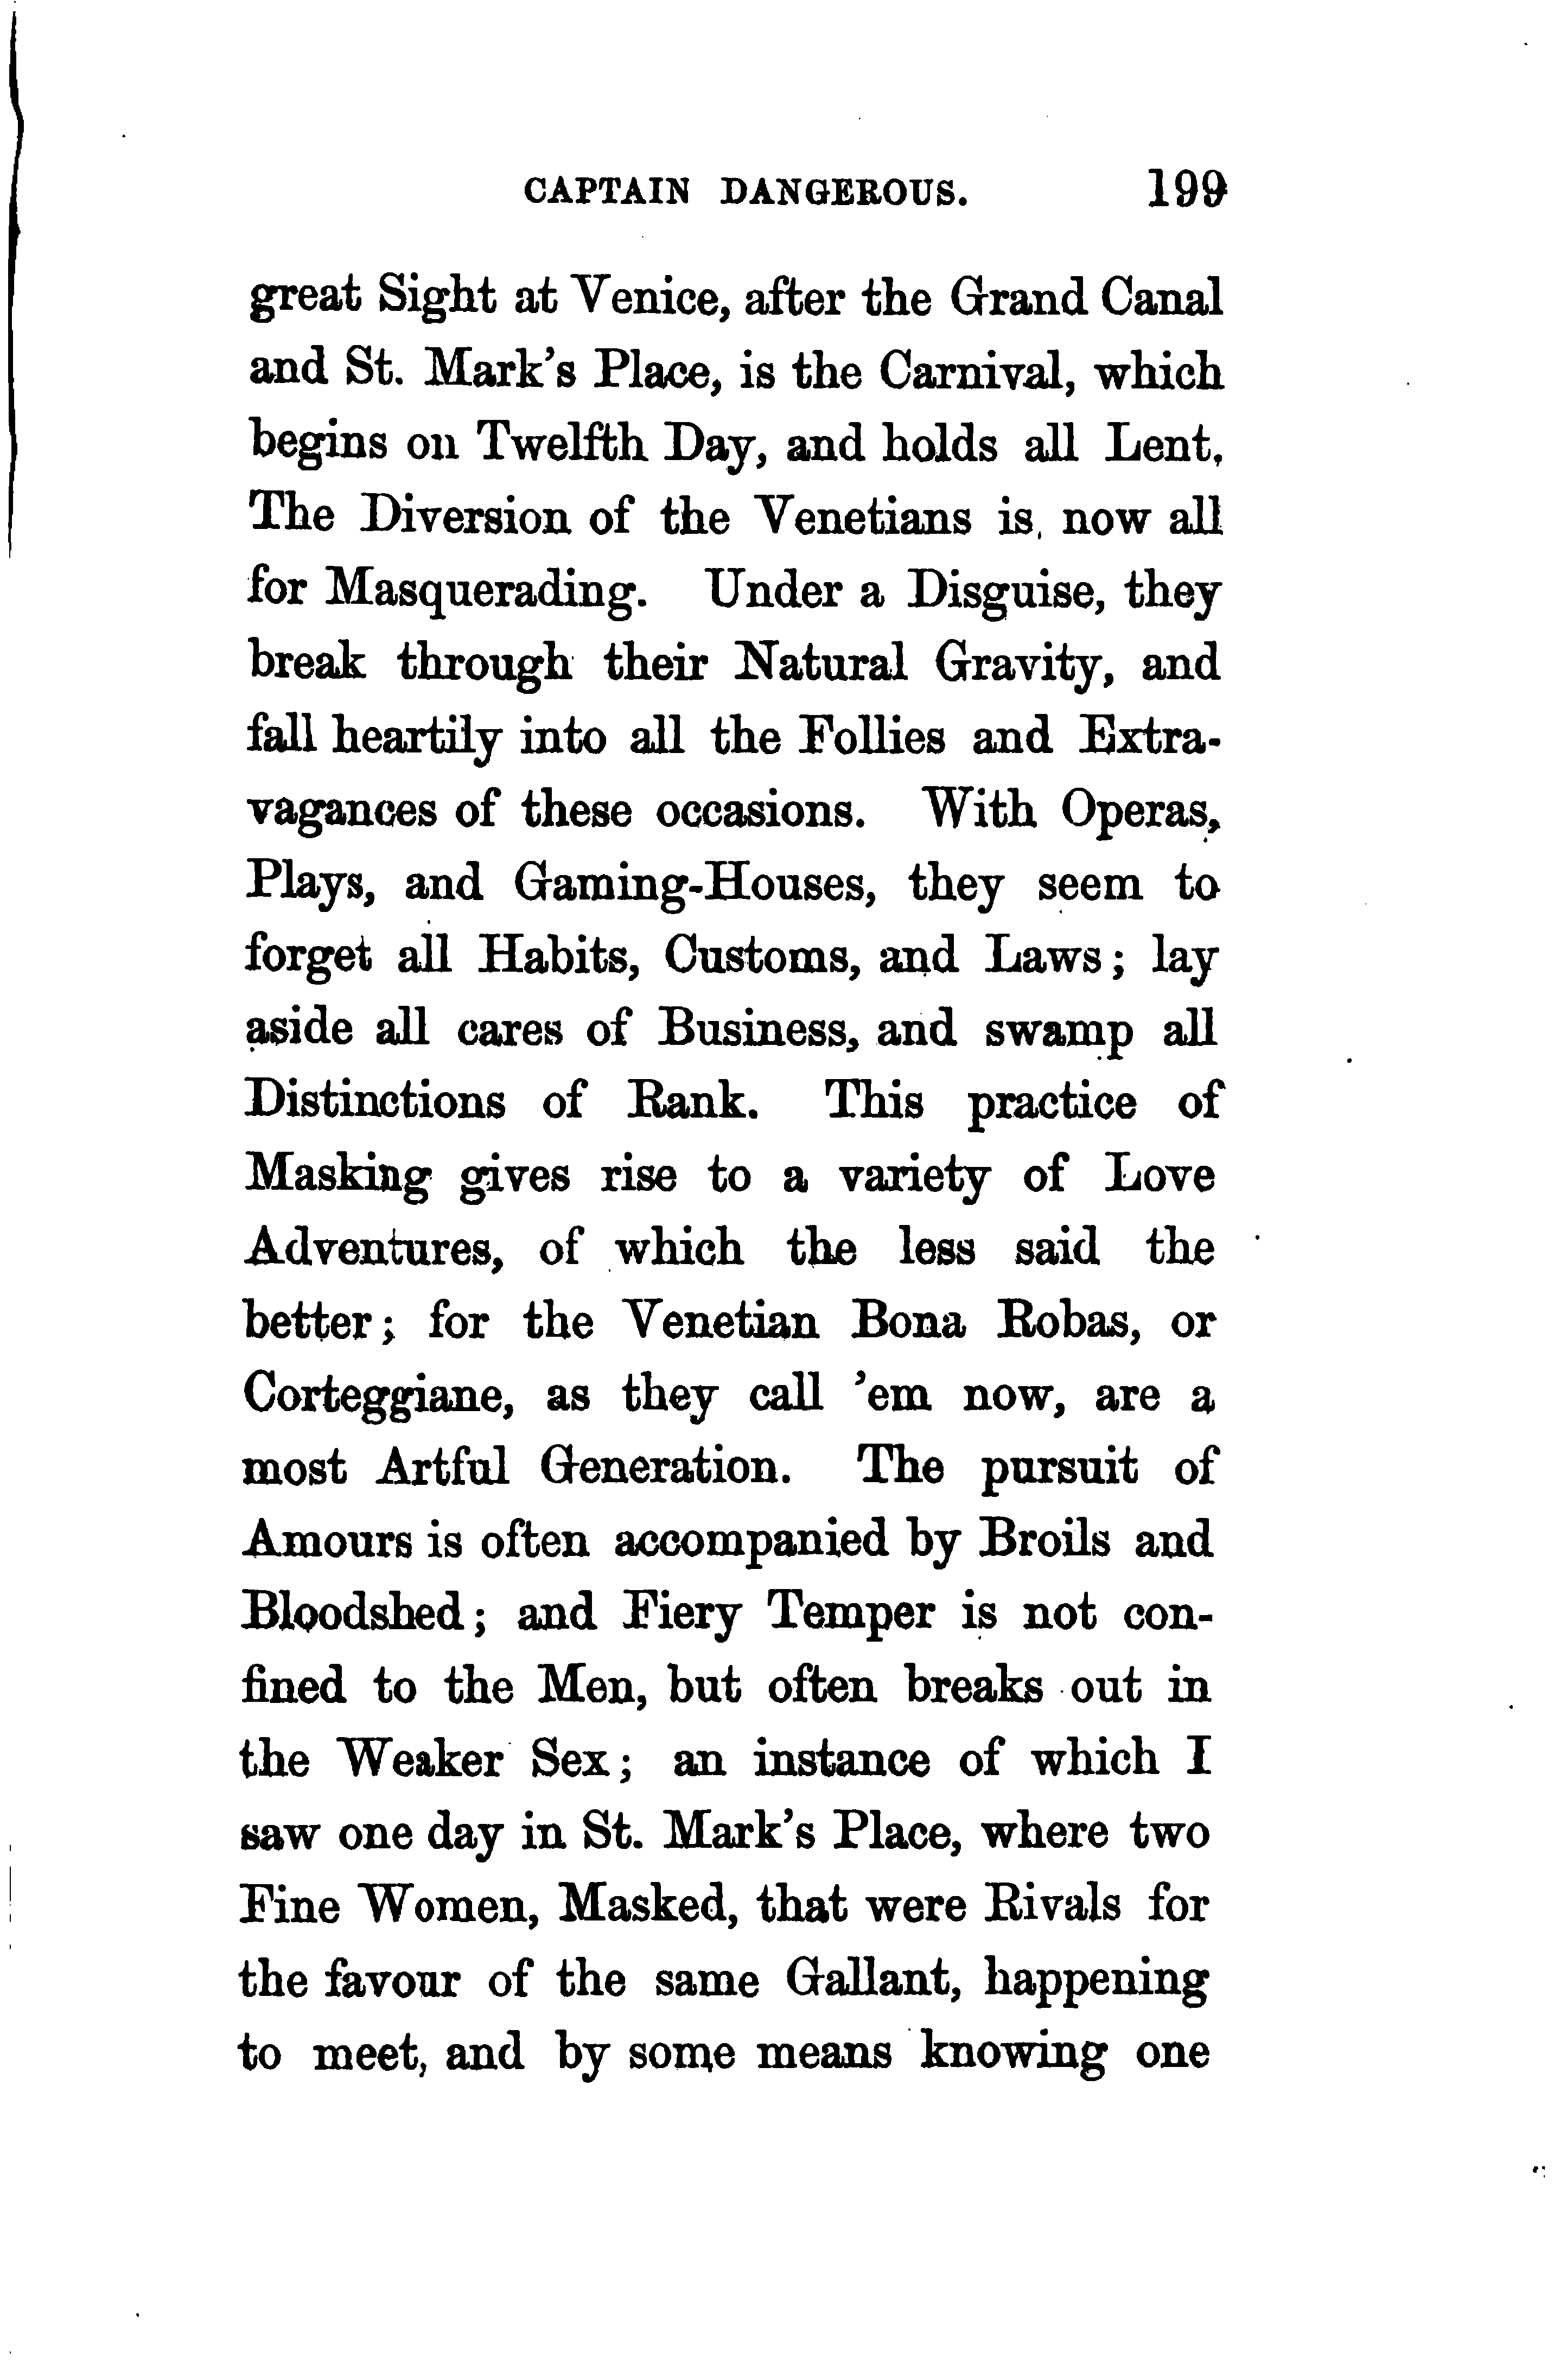 CAPTAIN DANGEROUS. 199
great Sight at Venice, after the Grand Canal
and St. Mark's Place, is the Carnival, which
begins on Twelfth Day, and holds all Lent,
The Diversion of the Venetians is, now all
for Masquerading. Under a Disguise, they
break through their Natural Gravity, and
fall heartily into all the Follies and Extra-
vagances of these occasions. With Operas,
Plays, and Gaming-Houses, they seem to
forget all Habits, Customs, and Laws; lay
aside all cares of Business, and swamp all
Distinctions of Rank. This practice of
Masking gives rise to a variety of Love
Adventures, of which the less said the
better; for the Venetian Bona Robas, or
Corteggiane, as they call 'em now, are a
most Artful Generation. The pursuit of
Amours is often accompanied by Broils and
Bloodshed; and Fiery Temper is not con-
fined to the Men, but often breaks out in
the Weaker Sex; an instance of which I
saw one day in St. Mark's Place, where two
Fine Women, Masked, that were Rivals for
the favour of the same Gallant, happening
to meet, and by some means knowing one